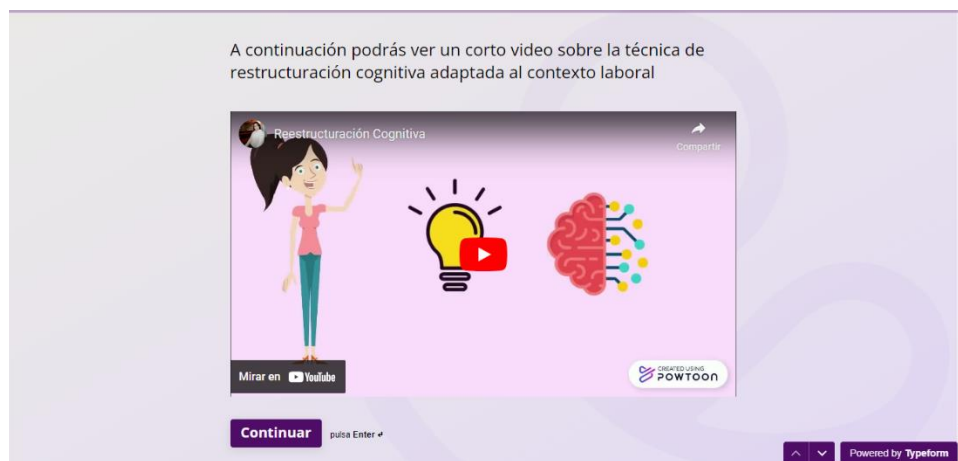 A continuación podrás ver un corto video sobre la técnica de
restructuración cognitiva adaptada al contexto laboral
Reestructuración Cognitiva
Compartir
Mirar en YouTube
CREATED USING
POWTOON
Continuar pulsa Enter ↵
Powered by Typeform